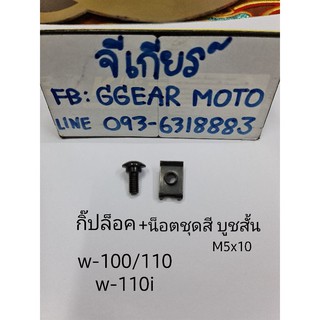 จีเกียร์
FB: GGEAR MOTO
LINE 093-6318883
กิ๊ปล็อค +น็อตชุดสี บูชสั้น
M5x10
w-100/110
w-110i